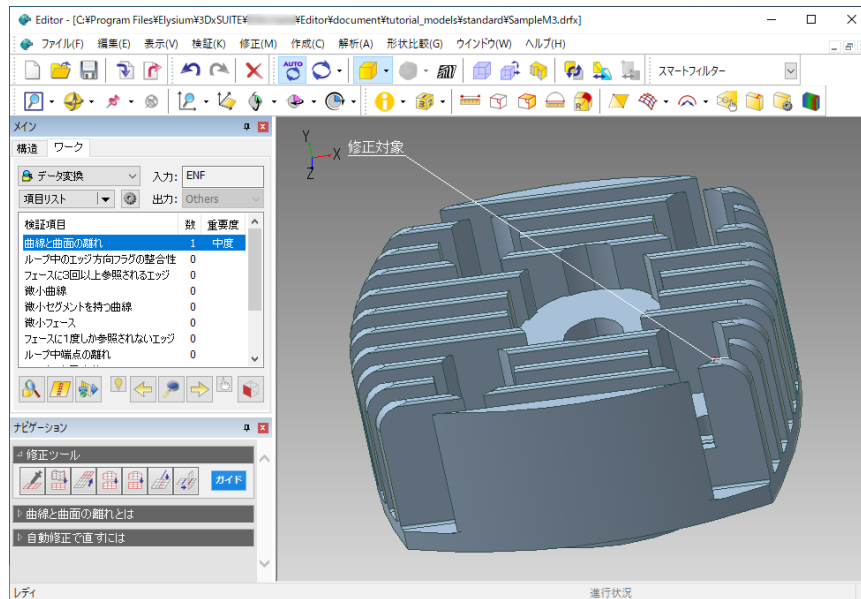 Editor - [C:¥Program Files¥Elysium¥3DxSUITE¥ ¥Editor¥document¥tutorial_models¥standard¥SampleM3.drfx]
ファイル(F) 編集(E) 表示(V) 検証(K) 修正(M) 作成(C) 解析(A) 形状比較(G) ウインドウ(W) ヘルプ(H)
AUTO
スマートフィルター
メイン
構造 ワーク
データ変換 入力: ENF
項目リスト 出力: Others
検証項目 数 重要度
曲線と曲面の離れ 1 中度
ループ中のエッジ方向フラグの整合性 0
フェースに3回以上参照されるエッジ 0
微小曲線 0
微小セグメントを持つ曲線 0
微小フェース 0
フェースに1度しか参照されないエッジ 0
ループ中端点の離れ 0
ナビゲーション
修正ツール
ガイド
曲線と曲面の離れとは
自動修正で直すには
Y
X
Z
修正対象
レディ 進行状況